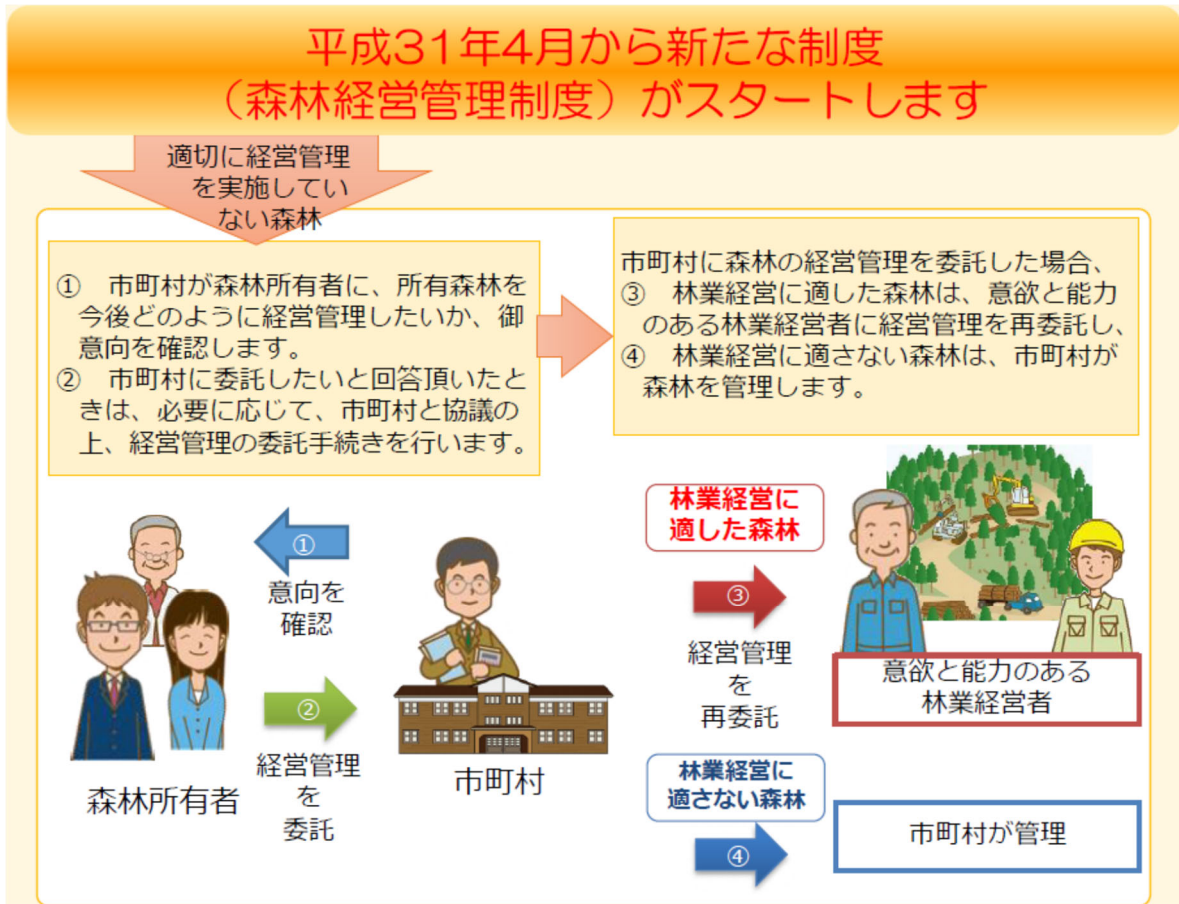 平成31年4月から新たな制度
（森林経営管理制度）がスタートします
適切に経営管理
を実施してい
ない森林
①　市町村が森林所有者に、所有森林を
今後どのように経営管理したいか、御
意向を確認します。
②　市町村に委託したいと回答頂いたと
きは、必要に応じて、市町村と協議の
上、経営管理の委託手続きを行います。
市町村に森林の経営管理を委託した場合、
③　林業経営に適した森林は、意欲と能力
のある林業経営者に経営管理を再委託し、
④　林業経営に適さない森林は、市町村が
森林を管理します。
①
意向を
確認
②
経営管理
を
委託
森林所有者
市町村
林業経営に
適した森林
③
経営管理
を
再委託
意欲と能力のある
林業経営者
林業経営に
適さない森林
④
市町村が管理